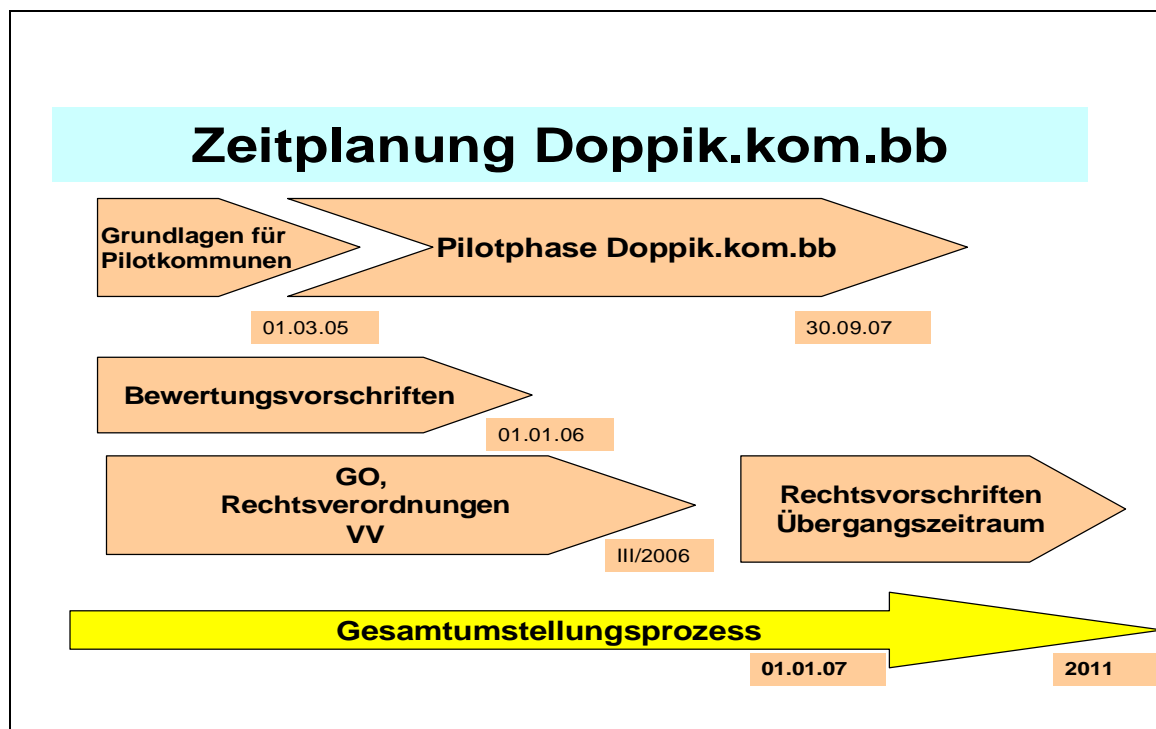 Zeitplanung Doppik.kom.bb
Grundlagen für
Pilotkommunen
Pilotphase Doppik.kom.bb
01.03.05
30.09.07
Bewertungsvorschriften
01.01.06
GO,
Rechtsverordnungen
VV
III/2006
Rechtsvorschriften
Übergangszeitraum
Gesamtumstellungsprozess
01.01.07
2011